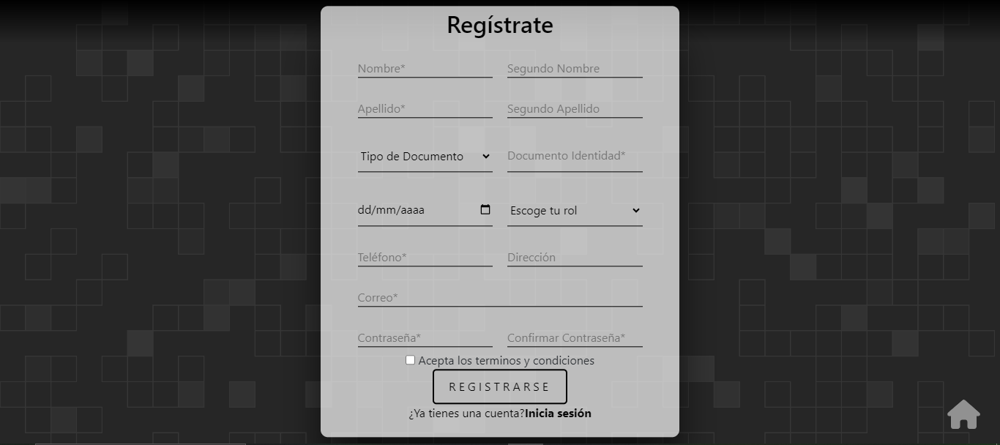 Regístrate
Nombre* Segundo Nombre
Apellido* Segundo Apellido
Tipo de Documento Documento Identidad*
dd/mm/aaaa Escoge tu rol
Teléfono* Dirección
Correo*
Contraseña* Confirmar Contraseña*
Acepta los terminos y condiciones
REGISTRARSE
¿Ya tienes una cuenta?Inicia sesión